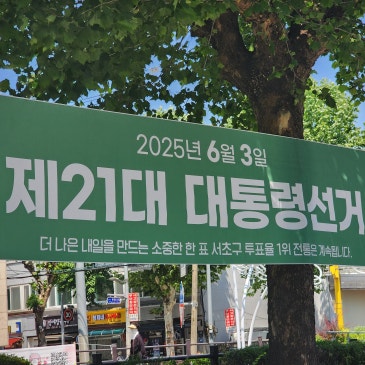 2025년 6월 3일
제21대 대통령선거
더 나은 내일을 만드는 소중한 한 표 서초구 투표율 1위 전통은 계속됩니다.